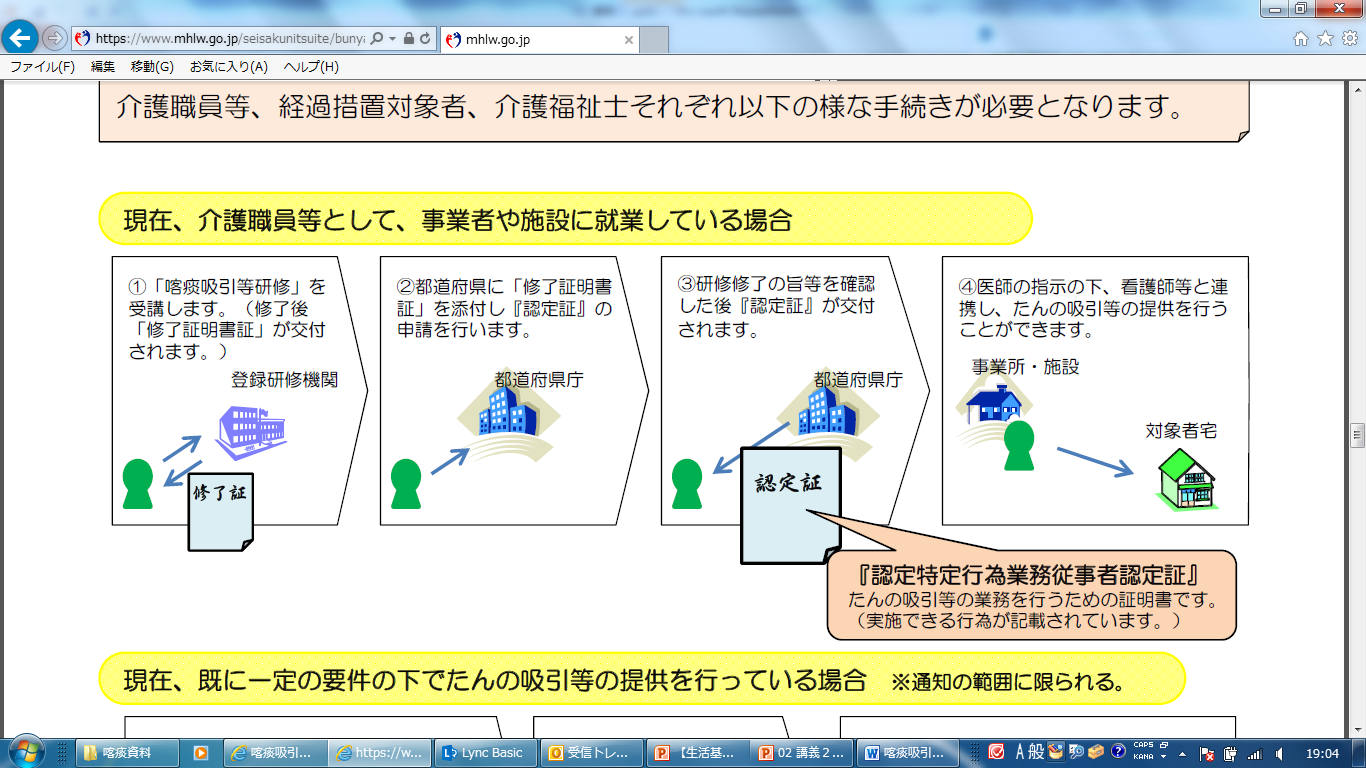 https://www.mhlw.go.jp/seisakunitsuite/buny
mhlw.go.jp
ファイル(F) 編集 移動(G) お気に入り(A) ヘルプ(H)
介護職員等、経過措置対象者、介護福祉士それぞれ以下の様な手続きが必要となります。
現在、介護職員等として、事業者や施設に就業している場合
①「喀痰吸引等研修」を
受講します。（修了後
「修了証明書証」が交付
されます。）
登録研修機関
修了証
②都道府県に「修了証明書
証」を添付し『認定証』の
申請を行います。
都道府県庁
③研修修了の旨等を確認
した後『認定証』が交付
されます。
都道府県庁
認定証
④医師の指示の下、看護師等と連
携し、たんの吸引等の提供を行う
ことができます。
事業所・施設
対象者宅
『認定特定行為業務従事者認定証』
たんの吸引等の業務を行うための証明書です。
（実施できる行為が記載されています。）
現在、既に一定の要件の下でたんの吸引等の提供を行っている場合 ※通知の範囲に限られる。
喀痰資料
喀痰吸引...
https://w...
Lync Basic
受信トレ...
【生活基...
02 講義２...
喀痰吸引...
A 般
CAPS
KANA
19:04